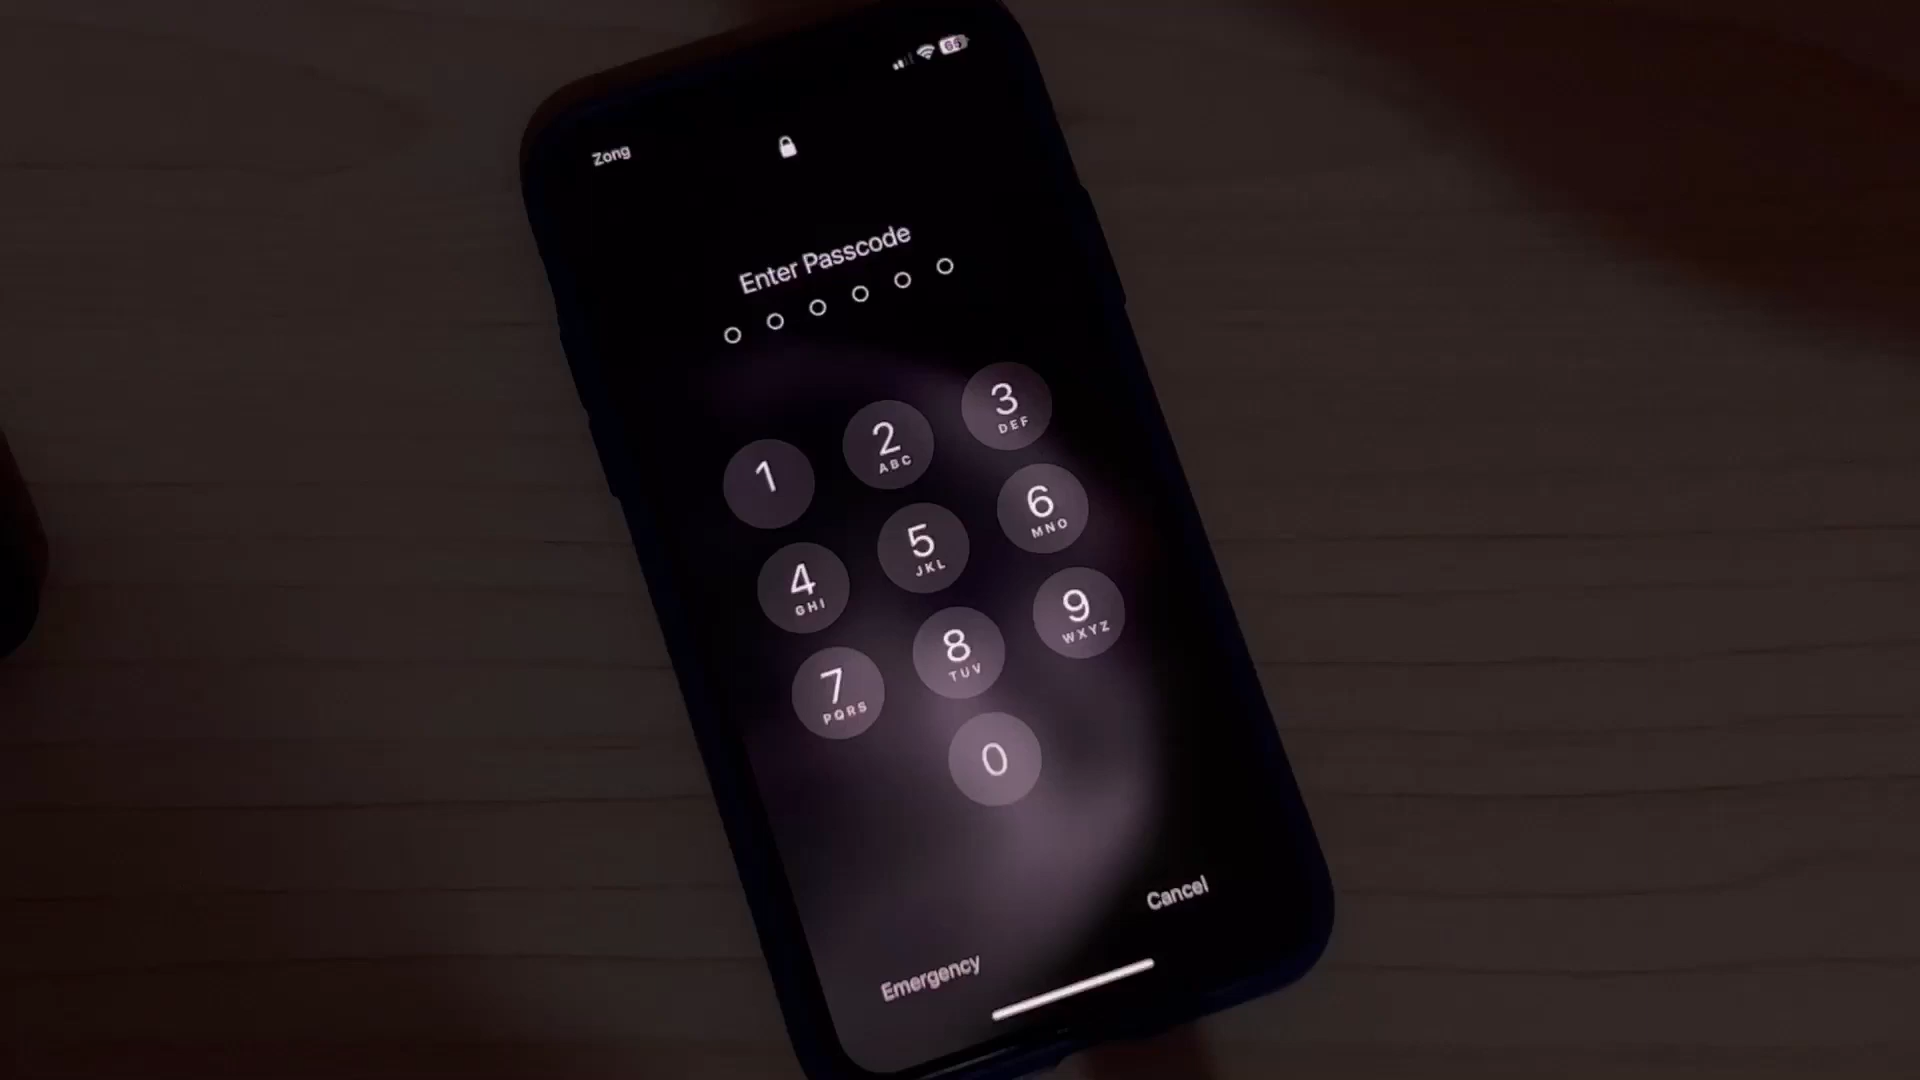 65
Zong
Enter Passcode
1
2
ABC
3
DEF
4
GHI
5
JKL
6
MNO
7
PQRS
8
TUV
9
WXYZ
0
Emergency
Cancel